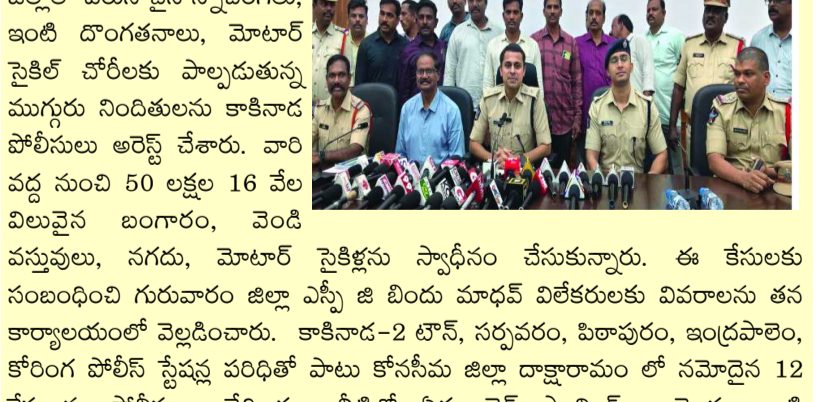 ఇంటి దొంగతనాలు, మోటార్
సైకిల్ చోరీలకు పాల్పడుతున్న
ముగ్గురు నిందితులను కాకినాడ
పోలీసులు అరెస్ట్ చేశారు. వారి
వద్ద నుంచి 50 లక్షల 16 వేల
విలువైన బంగారం, వెండి
వస్తువులు, నగదు, మోటార్ సైకిళ్లను స్వాధీనం చేసుకున్నారు. ఈ కేసులకు
సంబంధించి గురువారం జిల్లా ఎస్పీ జి బిందు మాధవ్ విలేకరులకు వివరాలను తన
కార్యాలయంలో వెల్లడించారు. కాకినాడ-2 టౌన్, సర్పవరం, పిఠాపురం, ఇంద్రపాలెం,
కోరింగ పోలీస్ స్టేషన్ల పరిధితో పాటు కోనసీమ జిల్లా దాక్షారామం లో నమోదైన 12